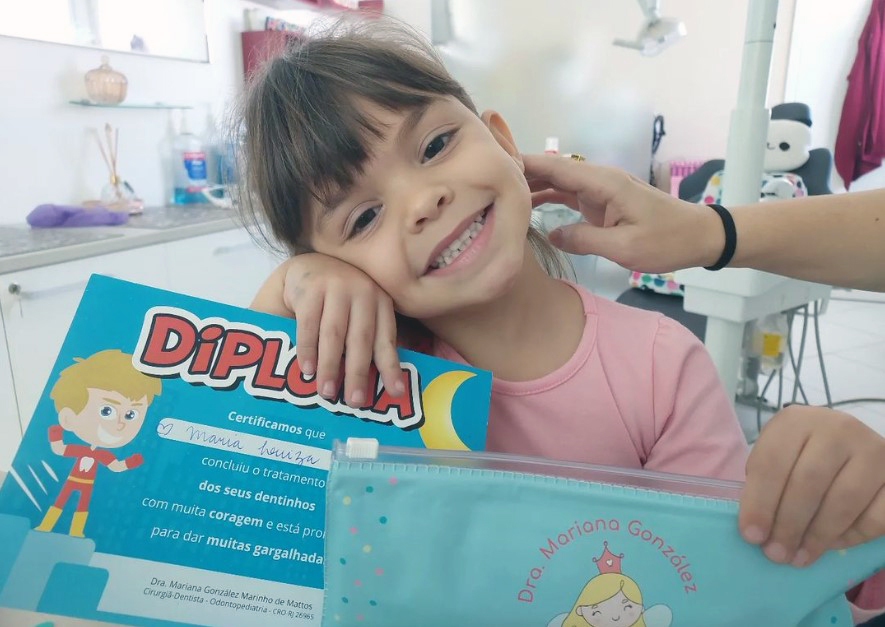 DiPLOMA
Certificamos que
Maria Louiza
concluiu o tratamento
dos seus dentinhos
com muita coragem e está
para dar muitas gargalhada
Dra. Mariana González Marinho de Mattos
Cirurgiã-Dentista - Odontopediatria - CRO RJ 26965
Dra. Mariana González